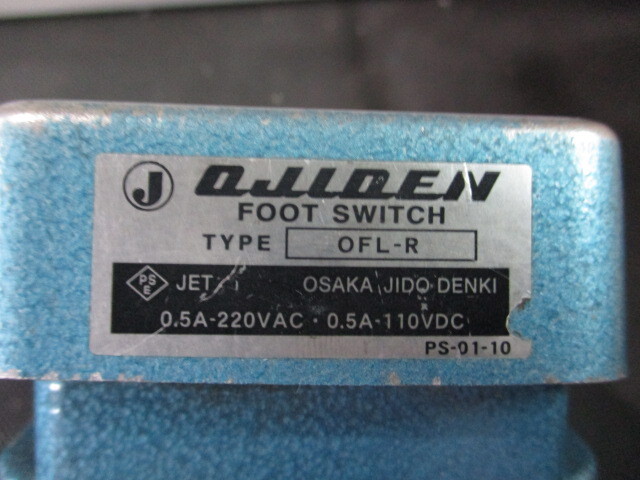 J OJIDEN
FOOT SWITCH
TYPE OFL-R
PSE JET OSAKA JIDO DENKI
0.5A-220VAC · 0.5A-110VDC
PS-01-10